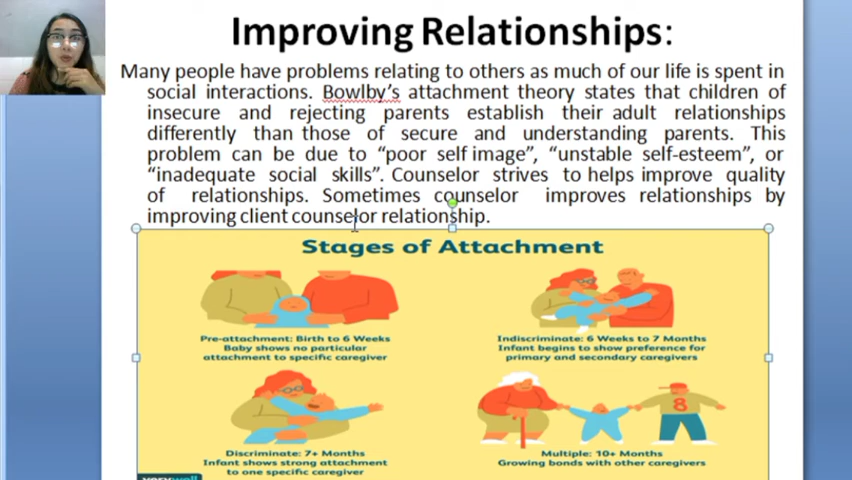 Improving Relationships:
Many people have problems relating to others as much of our life is spent in
social interactions. Bowlby's attachment theory states that children of
insecure and rejecting parents establish their adult relationships
differently than those of secure and understanding parents. This
problem can be due to “poor self image”, “unstable self-esteem”, or
“inadequate social skills”. Counselor strives to helps improve quality
of relationships. Sometimes counselor improves relationships by
improving client counselor relationship.
Stages of Attachment
Pre-attachment: Birth to 6 Weeks
Baby shows no particular
attachment to specific caregiver
Indiscriminate: 6 Weeks to 7 Months
Infant begins to show preference for
primary and secondary caregivers
8
Discriminate: 7+ Months
Infant shows strong attachment
to one specific caregiver
Multiple: 10+ Months
Growing bonds with other caregivers
verywell